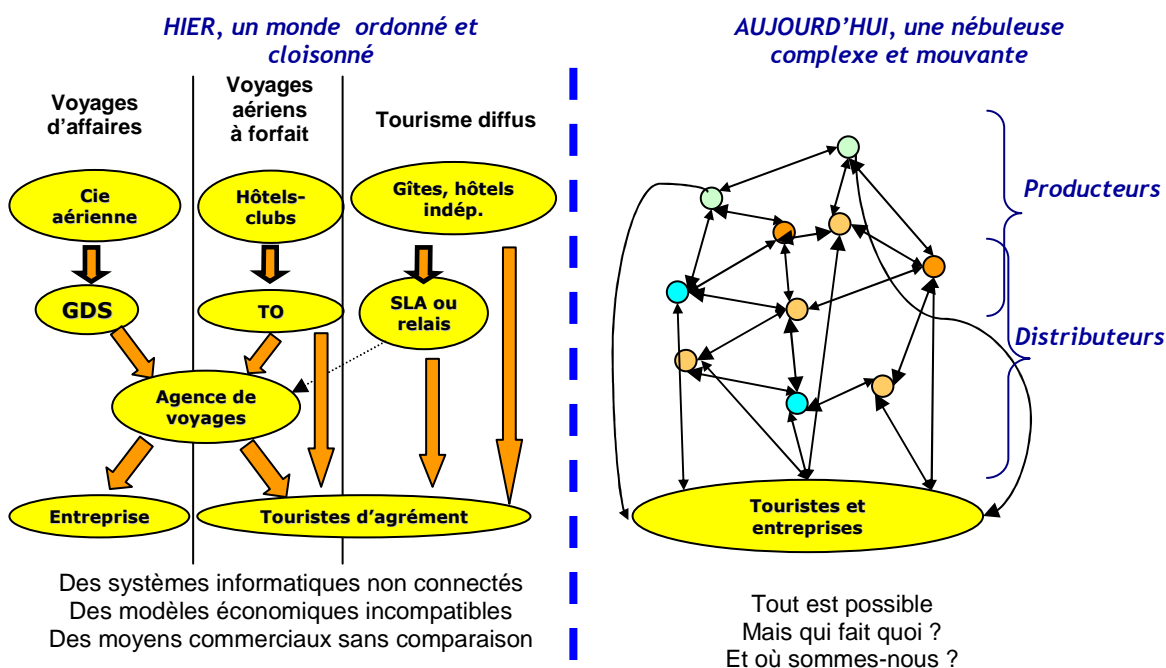 HIER, un monde ordonné et
cloisonné
Voyages
d'affaires
Voyages
aériens
à forfait
Tourisme diffus
Cie
aérienne
Hôtels-
clubs
Gîtes, hôtels
indép.
GDS
TO
SLA ou
relais
Agence de
voyages
Entreprise
Touristes d'agrément
Des systèmes informatiques non connectés
Des modèles économiques incompatibles
Des moyens commerciaux sans comparaison
AUJOURD'HUI, une nébuleuse
complexe et mouvante
Producteurs
Distributeurs
Touristes et
entreprises
Tout est possible
Mais qui fait quoi ?
Et où sommes-nous ?